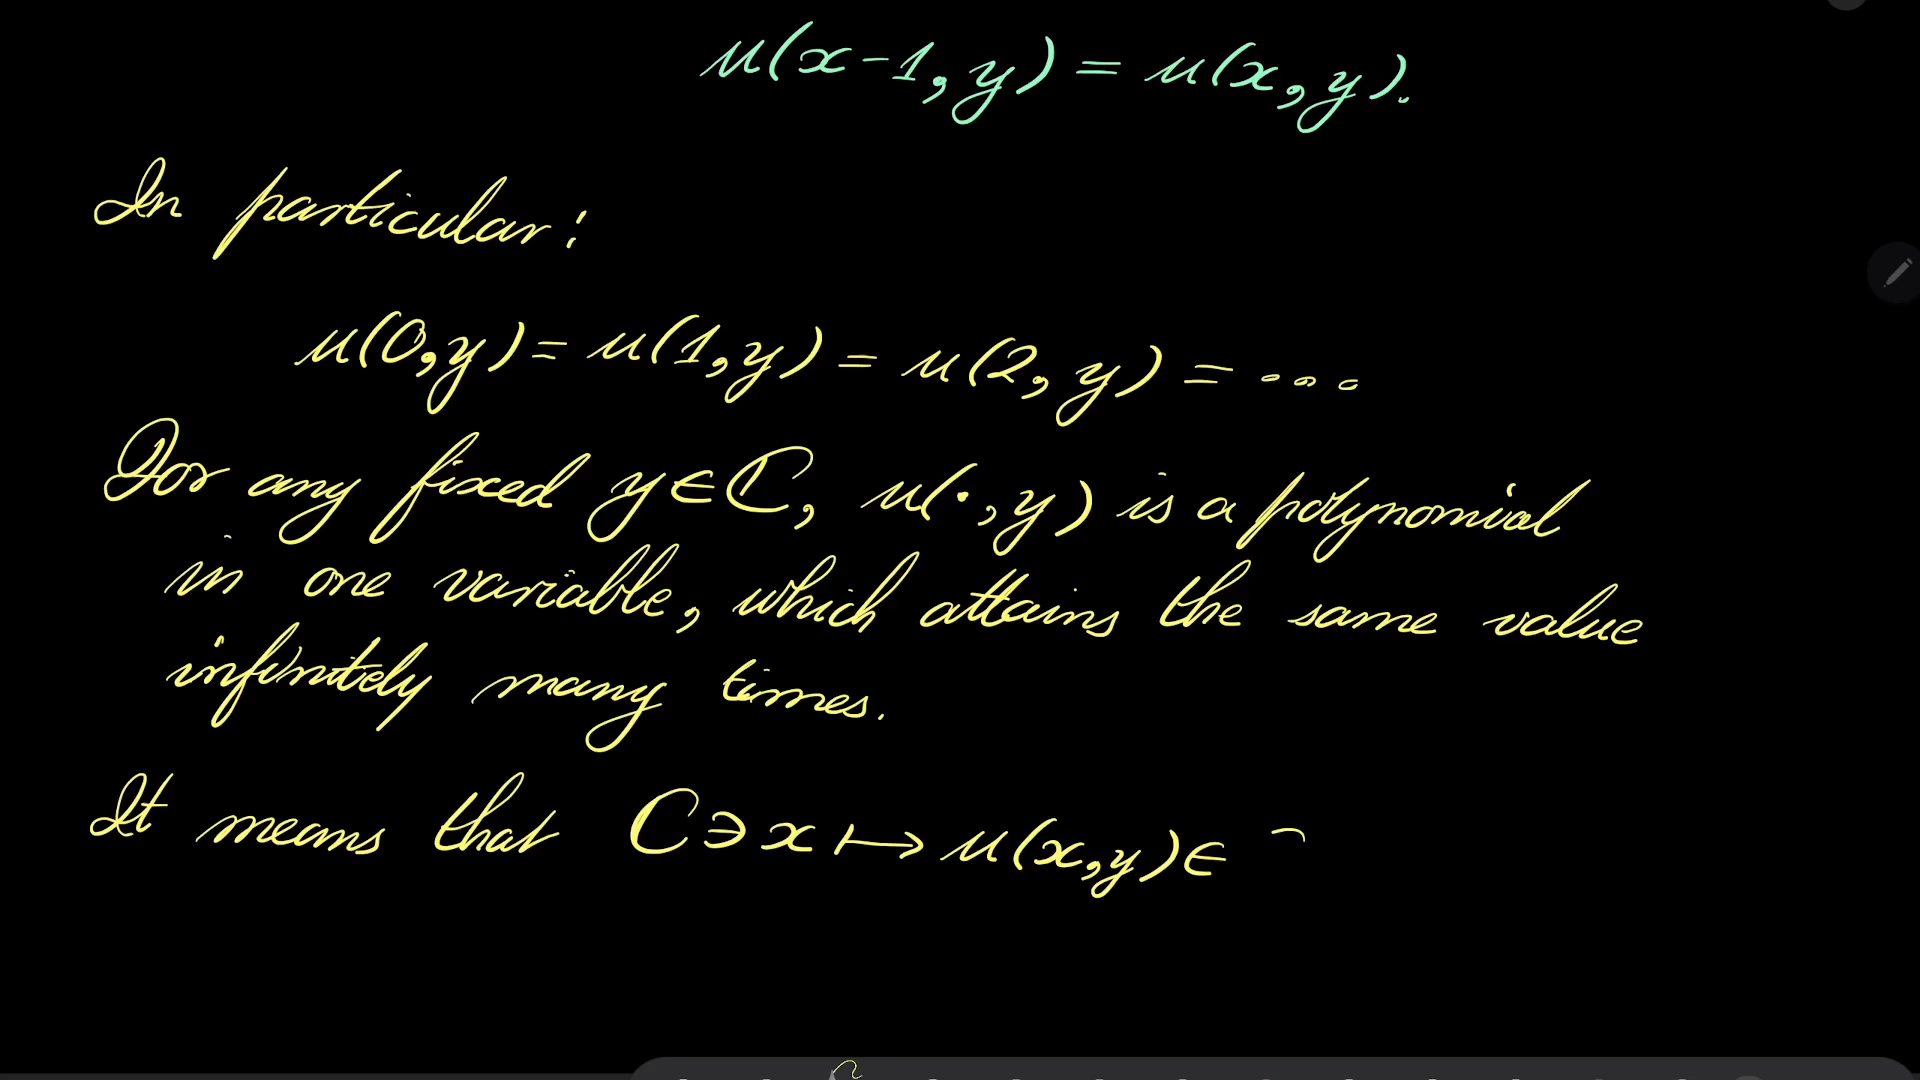 u(x-1,y) = u(x,y).
In particular:
u(0,y) = u(1,y) = u(2,y) = ...
For any fixed y∈ℂ, u(·,y) is a polynomial
in one variable, which attains the same value
infinitely many times.
It means that ℂ∋x↦u(x,y)∈